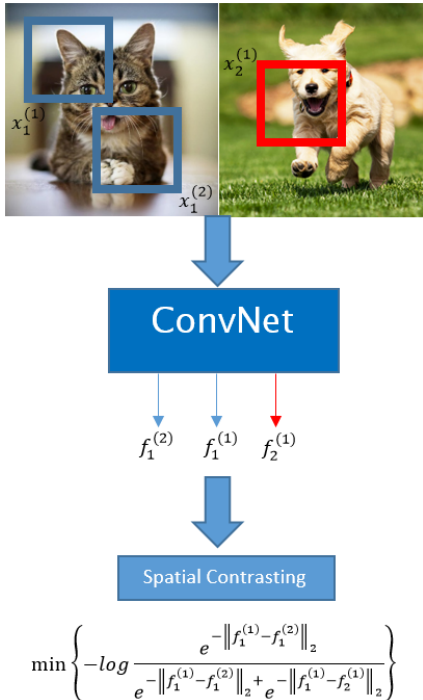 x_1^{(1)}
x_2^{(1)}
x_1^{(2)}
ConvNet
f_1^{(2)} f_1^{(1)} f_2^{(1)}
Spatial Contrasting
min { -log \frac{e^{-‖f_1^{(1)}-f_1^{(2)}‖_2}}{e^{-‖f_1^{(1)}-f_1^{(2)}‖_2} + e^{-‖f_1^{(1)}-f_2^{(1)}‖_2}} }